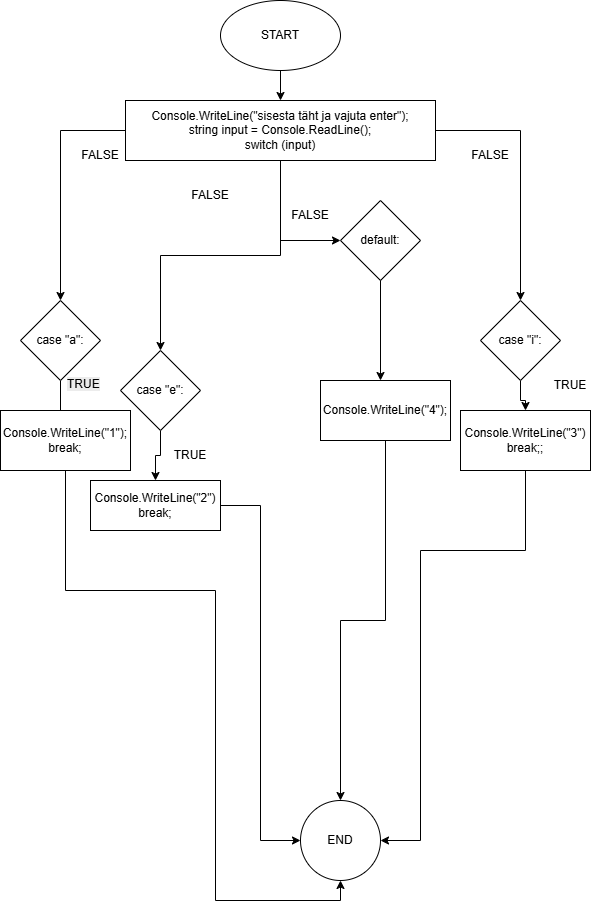 START
Console.WriteLine("sisesta täht ja vajuta enter");
string input = Console.ReadLine();
switch (input)
FALSE
FALSE
FALSE
FALSE
default:
case "a":
case "i":
TRUE
case "e":
TRUE
Console.WriteLine("4");
Console.WriteLine("1");
break;
Console.WriteLine("3")
break;;
TRUE
Console.WriteLine("2")
break;
END